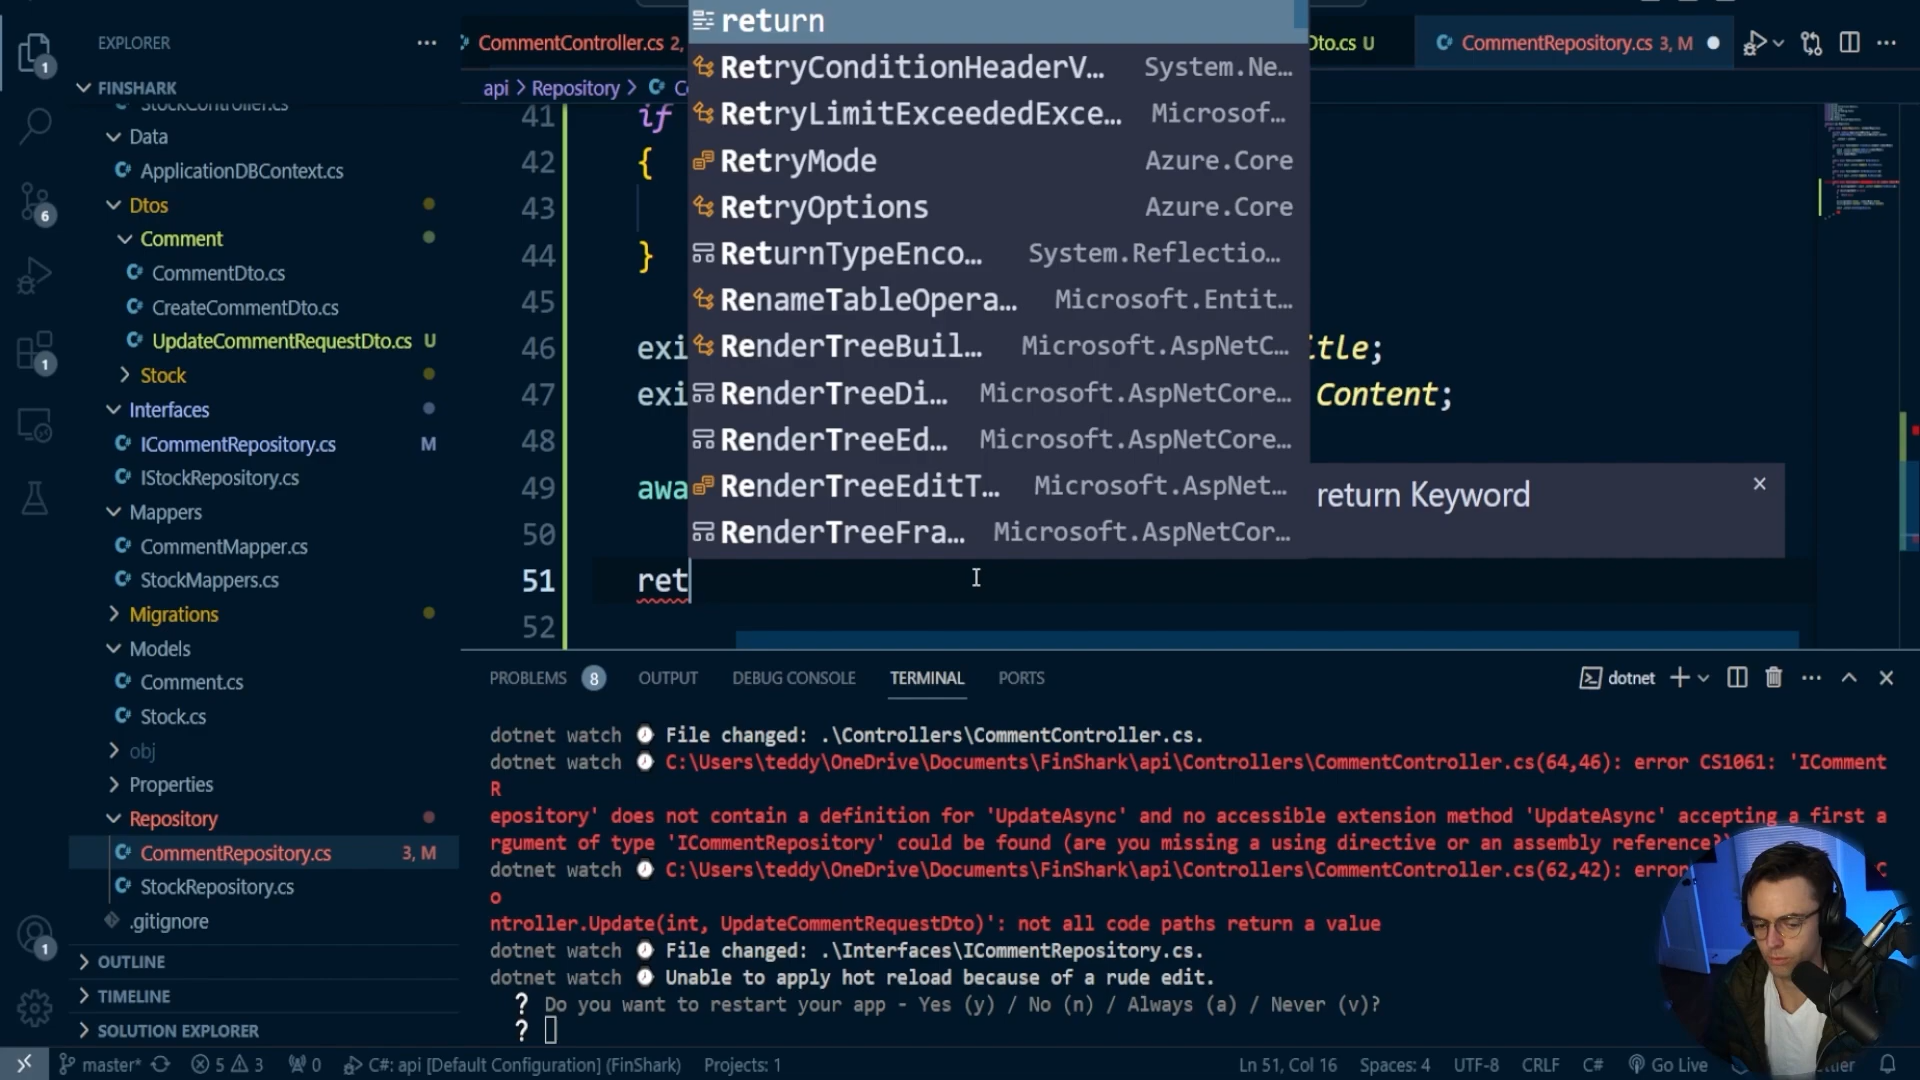 EXPLORER
FINSHARK
StockController.cs
Data
ApplicationDBContext.cs
Dtos
Comment
CommentDto.cs
CreateCommentDto.cs
UpdateCommentRequestDto.cs U
Stock
Interfaces
ICommentRepository.cs M
IStockRepository.cs
Mappers
CommentMapper.cs
StockMappers.cs
Migrations
Models
Comment.cs
Stock.cs
obj
Properties
Repository
CommentRepository.cs 3, M
StockRepository.cs
.gitignore
OUTLINE
TIMELINE
SOLUTION EXPLORER
1
6
1
1
CommentController.cs 2,
Dto.cs U
CommentRepository.cs 3, M
api > Repository >
41 if
42 {
43
44 }
45
46 exi itle;
47 exi Content;
48
49 awa
50
51 ret
52
return
RetryConditionHeaderV... System.Ne...
RetryLimitExceededExce... Microsof...
RetryMode Azure.Core
RetryOptions Azure.Core
ReturnTypeEnco... System.Reflectio...
RenameTableOpera... Microsoft.Entit...
RenderTreeBuil... Microsoft.AspNetC...
RenderTreeDi... Microsoft.AspNetCore...
RenderTreeEd... Microsoft.AspNetCore...
RenderTreeEditT... Microsoft.AspNet...
RenderTreeFra... Microsoft.AspNetCor...
return Keyword
PROBLEMS 8 OUTPUT DEBUG CONSOLE TERMINAL PORTS
dotnet
dotnet watch File changed: .\Controllers\CommentController.cs.
dotnet watch C:\Users\teddy\OneDrive\Documents\FinShark\api\Controllers\CommentController.cs(64,46): error CS1061: 'IComment
R
epository' does not contain a definition for 'UpdateAsync' and no accessible extension method 'UpdateAsync' accepting a first a
rgument of type 'ICommentRepository' could be found (are you missing a using directive or an assembly reference?)
dotnet watch C:\Users\teddy\OneDrive\Documents\FinShark\api\Controllers\CommentController.cs(62,42): error
o
ntroller.Update(int, UpdateCommentRequestDto)': not all code paths return a value
dotnet watch File changed: .\Interfaces\ICommentRepository.cs.
dotnet watch Unable to apply hot reload because of a rude edit.
? Do you want to restart your app - Yes (y) / No (n) / Always (a) / Never (v)?
?
master* 5 3 0 C#: api [Default Configuration] (FinShark) Projects: 1
Ln 51, Col 16 Spaces: 4 UTF-8 CRLF C# Go Live